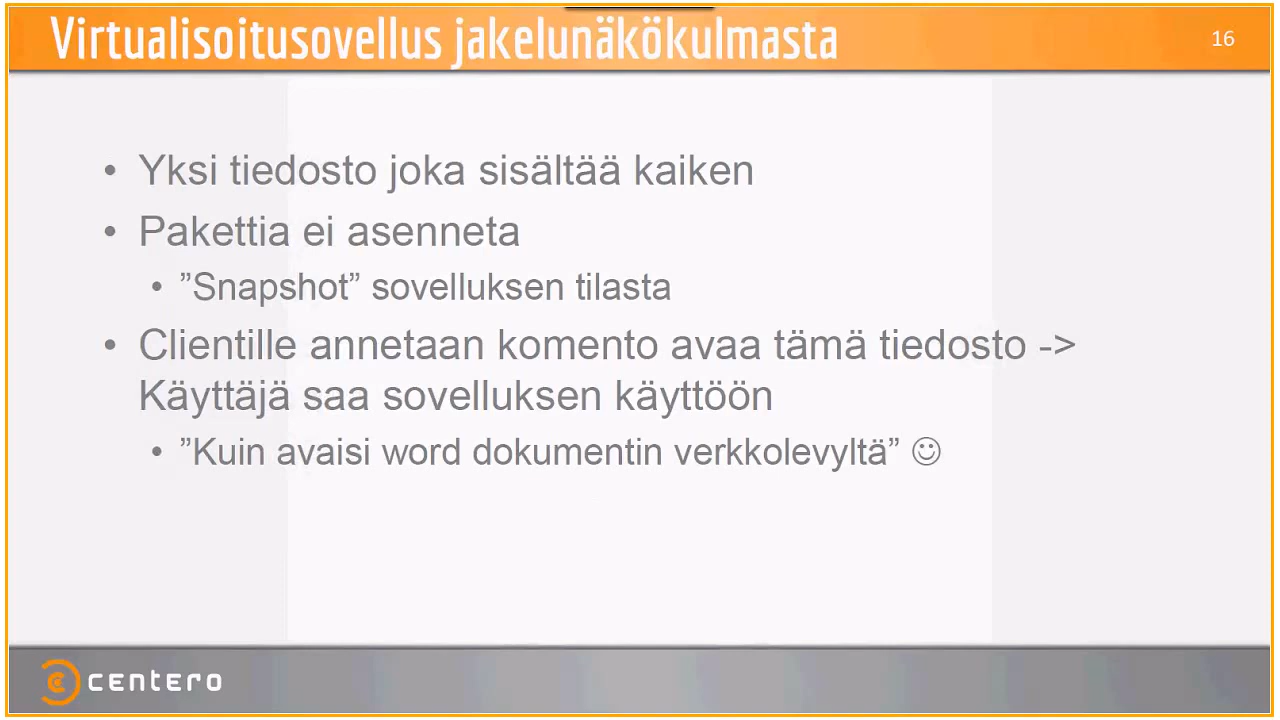 Virtualisoitusovellus jakelunäkökulmasta
16
• Yksi tiedosto joka sisältää kaiken
• Pakettia ei asenneta
• ”Snapshot” sovelluksen tilasta
• Clientille annetaan komento avaa tämä tiedosto ->
Käyttäjä saa sovelluksen käyttöön
• ”Kuin avaisi word dokumentin verkkolevyltä” ☺
centero